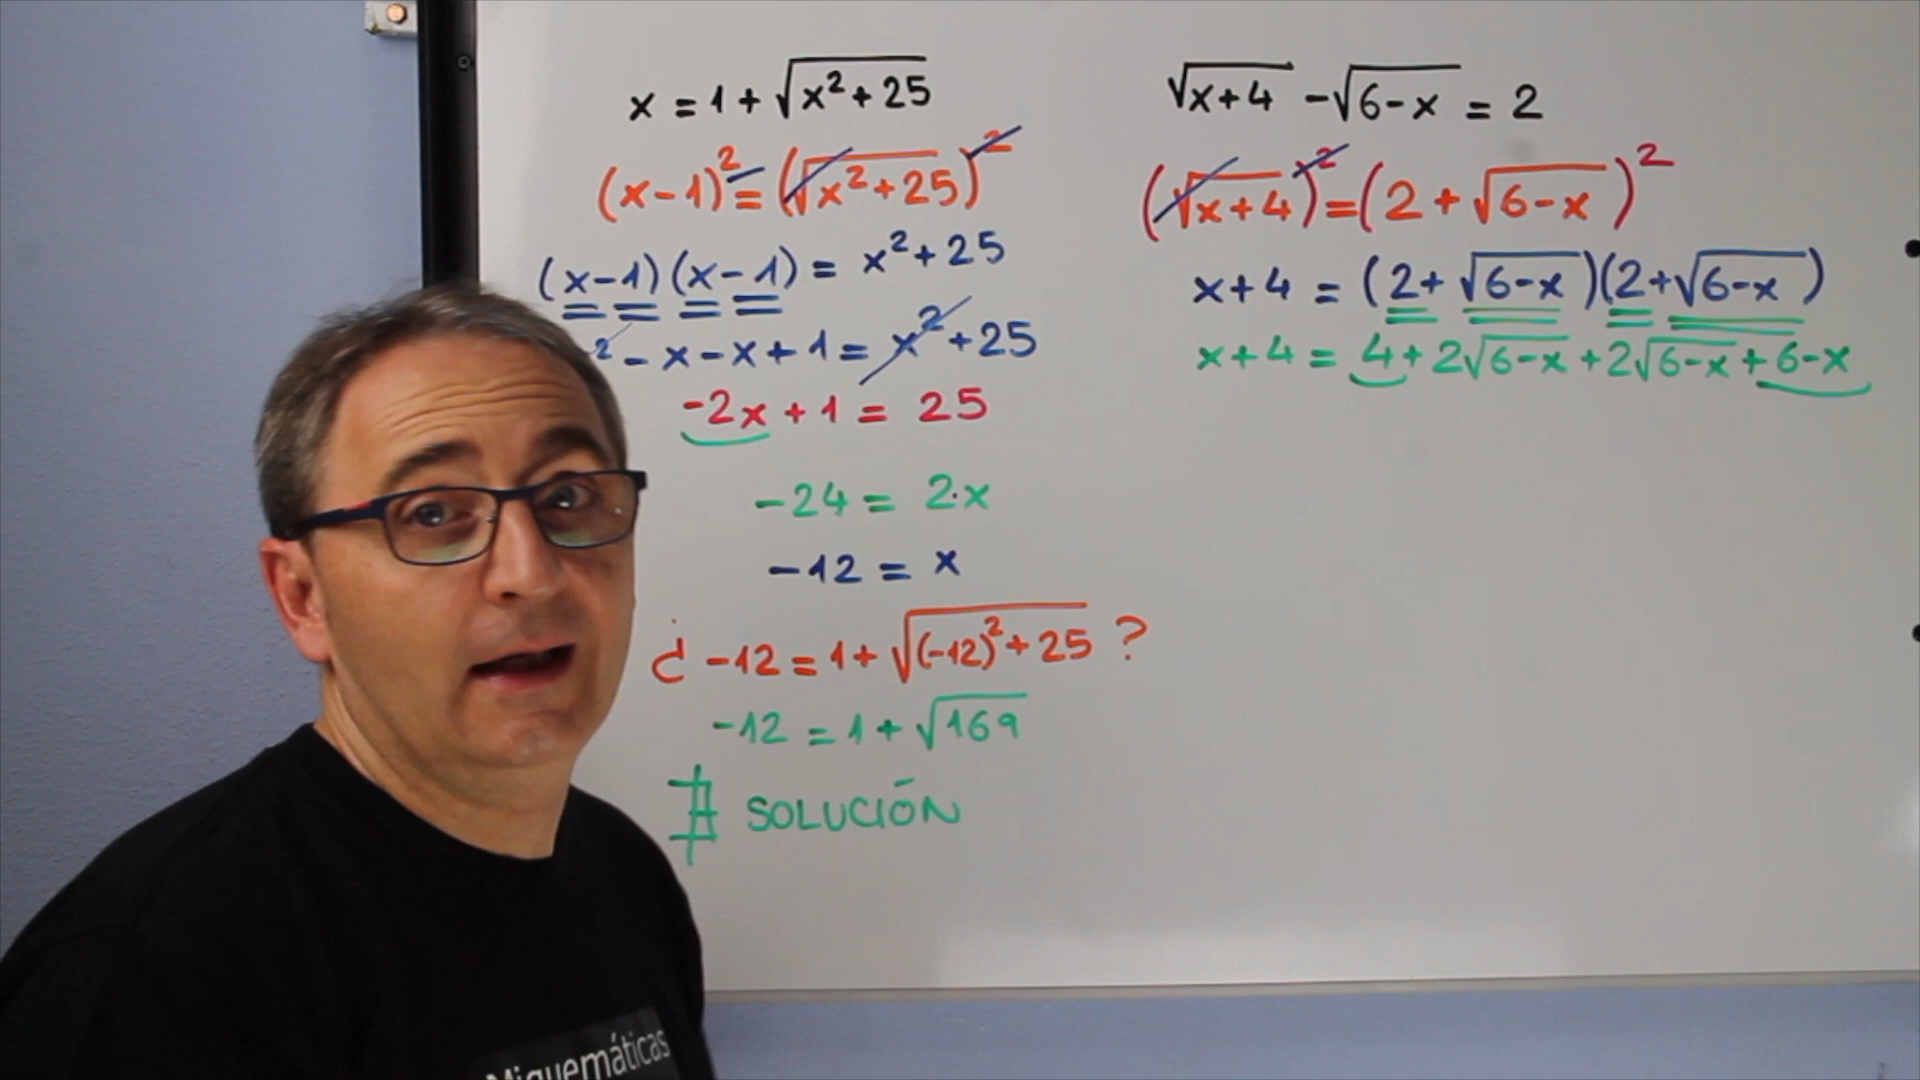 x = 1 + √(x² + 25)
(x - 1)² = (√(x² + 25))²
(x - 1)(x - 1) = x² + 25
² - x - x + 1 = x² + 25
-2x + 1 = 25
-24 = 2·x
-12 = x
¿ -12 = 1 + √((-12)² + 25) ?
-12 = 1 + √169
∄ SOLUCIÓN
√(x + 4) - √(6 - x) = 2
(√(x + 4))² = (2 + √(6 - x))²
x + 4 = (2 + √(6 - x))(2 + √(6 - x))
x + 4 = 4 + 2√(6 - x) + 2√(6 - x) + 6 - x
Miguemáticas